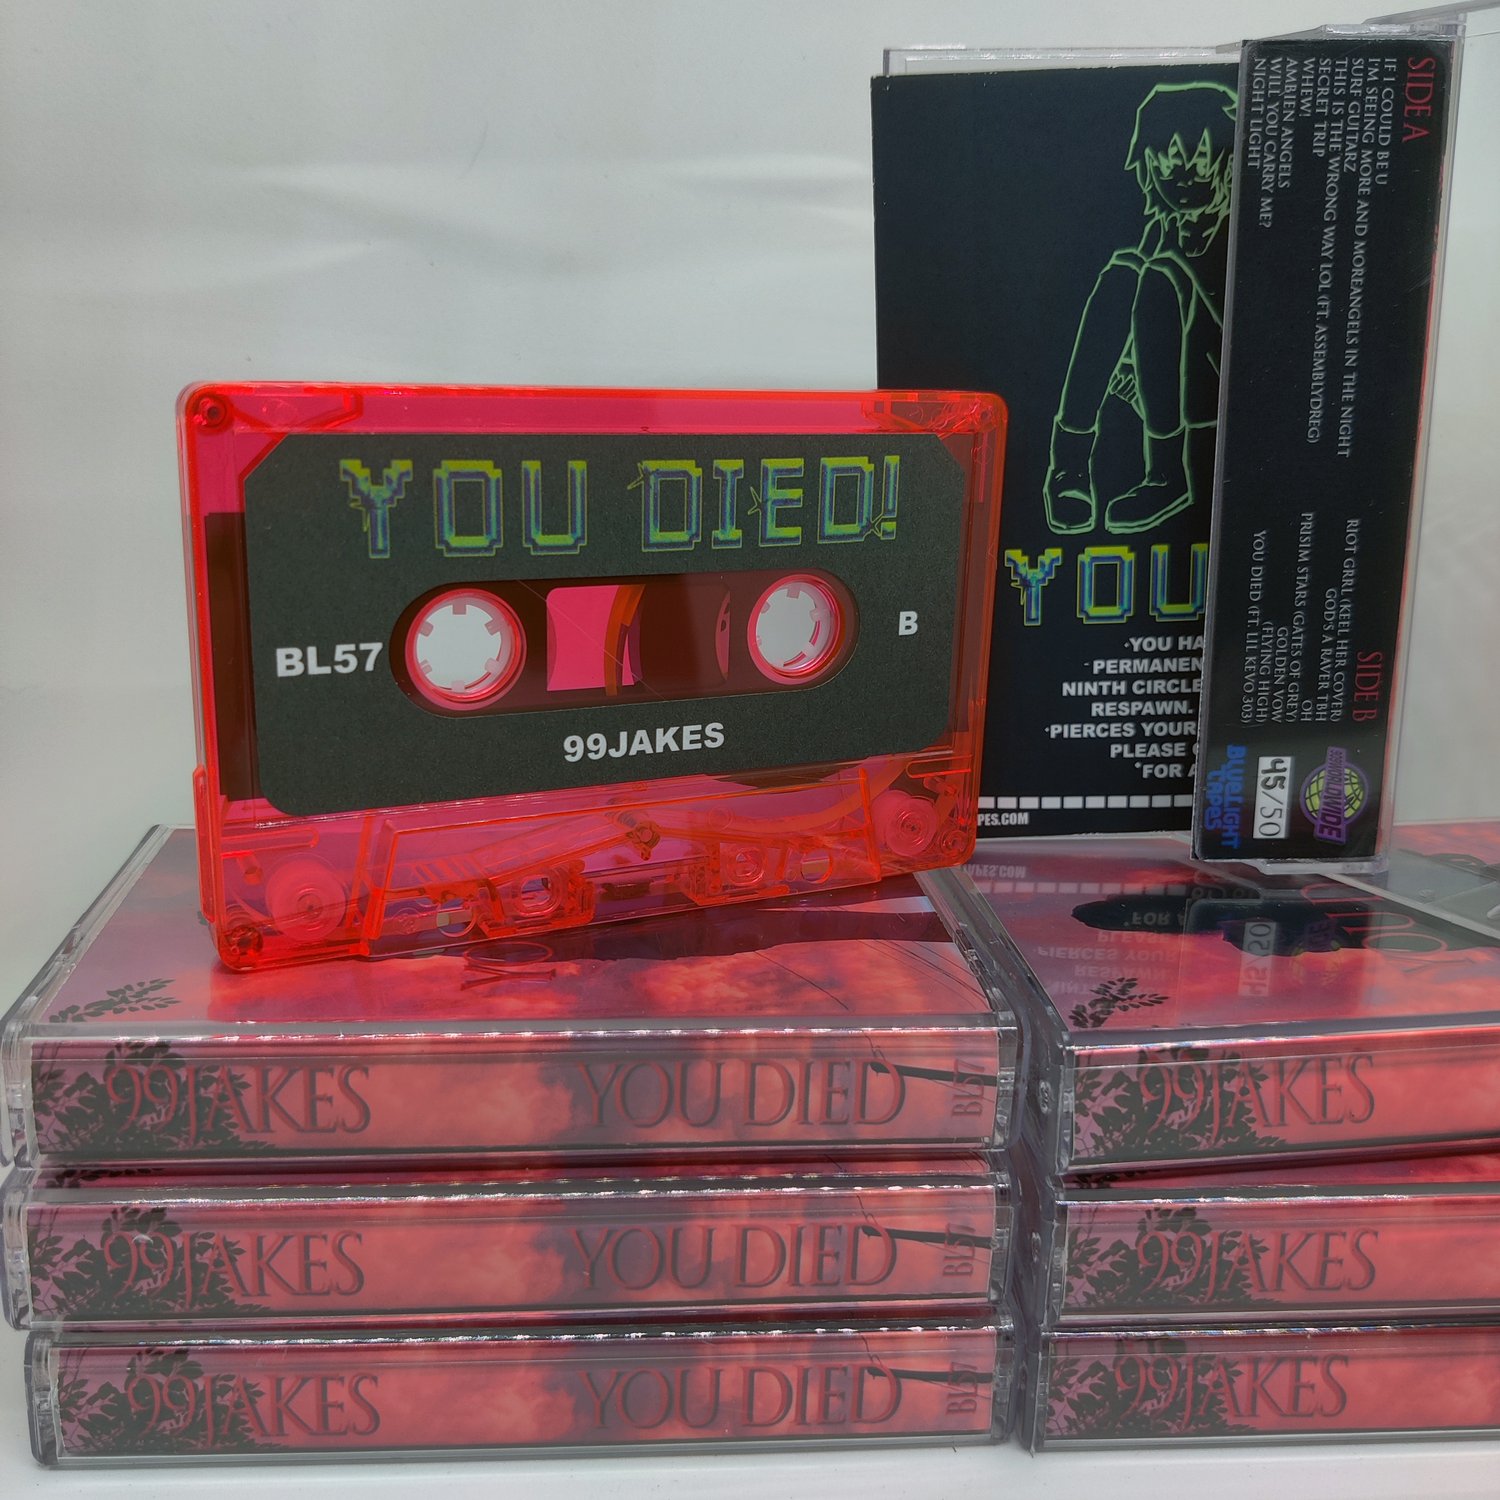 YOU DIED!
BL57
B
99JAKES
YOU
·YOU HA
PERMANEN
NINTH CIRCLE
RESPAWN.
·PIERCES YOUR
PLEASE
*FOR A
PES.COM
SIDE A
IF I COULD BE U
I'M SEEING MORE AND MOREANGELS IN THE NIGHT
SURF GUITARZ
THIS IS THE WRONG WAY LOL (FT. ASSEMBLYDREG)
SECRET TRIP
WHEW!
AMBIEN ANGELS
WILL YOU CARRY ME?
NIGHT LIGHT
SIDE B
RIOT GRRL (KEEL HER COVER)
GOD'S A RAVER TBH
OH
PRISIM STARS (GATES OF GREY)
GOLDEN VOW
(FLYING HIGH)
YOU DIED (FT. LIL KEVO 303)
45/50
BLUELIGHT
TAPES
99JAKES YOU DIED BL57
99JAKES YOU DIED BL57
99JAKES YOU DIED BL57
99JAKES
99JAKES
99JAKES